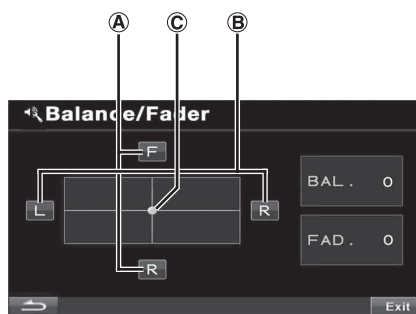 A C B
Balance/Fader
F
L R
R
BAL. 0
FAD. 0
Exit